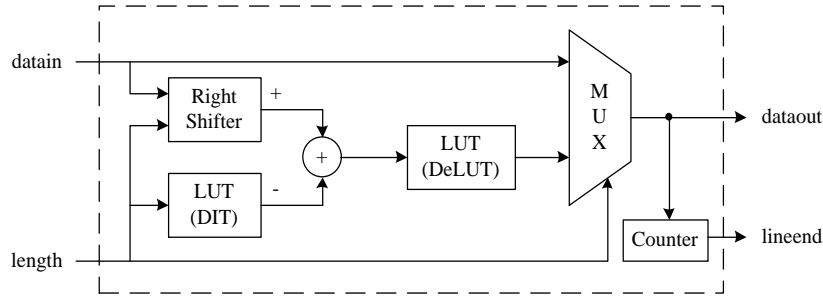 datain
Right
Shifter
+
+
LUT
(DIT)
-
LUT
(DeLUT)
M
U
X
dataout
Counter
lineend
length